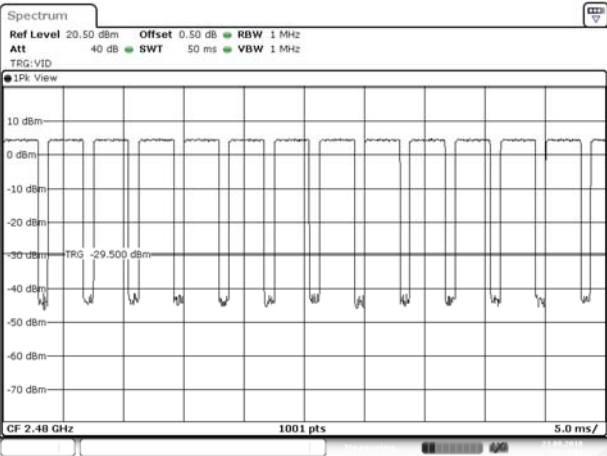 Spectrum
Ref Level 20.50 dBm Offset 0.50 dB RBW 1 MHz
Att 40 dB SWT 50 ms VBW 1 MHz
TRG:VID
1Pk View
10 dBm
0 dBm
-10 dBm
-20 dBm
-30 dBm
TRG -29.500 dBm
-40 dBm
-50 dBm
-60 dBm
-70 dBm
CF 2.48 GHz 1001 pts 5.0 ms/